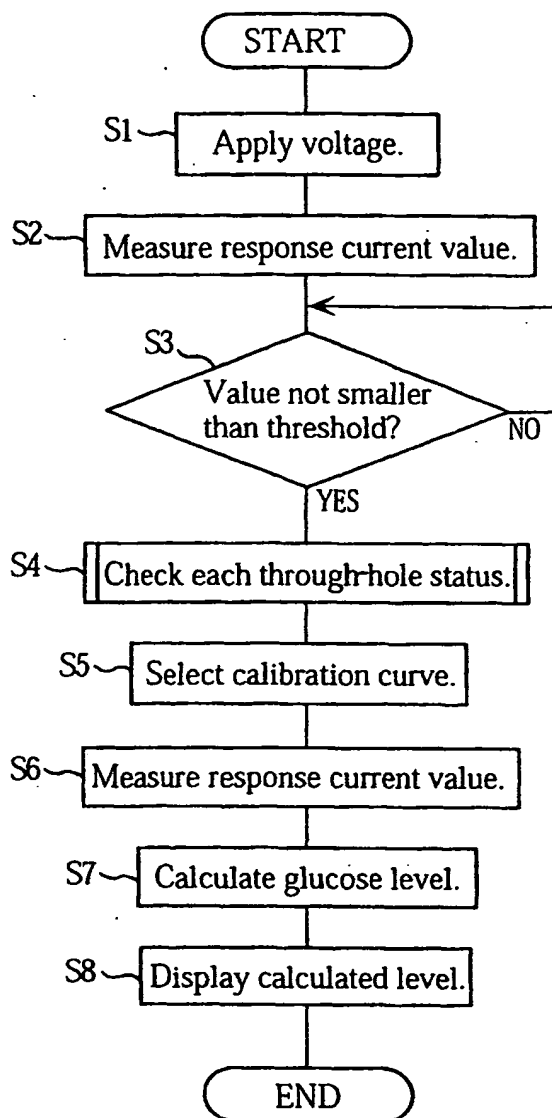 START
S1
Apply voltage.
S2
Measure response current value.
S3
Value not smaller
than threshold?
NO
YES
S4
Check each through-hole status.
S5
Select calibration curve.
S6
Measure response current value.
S7
Calculate glucose level.
S8
Display calculated level.
END